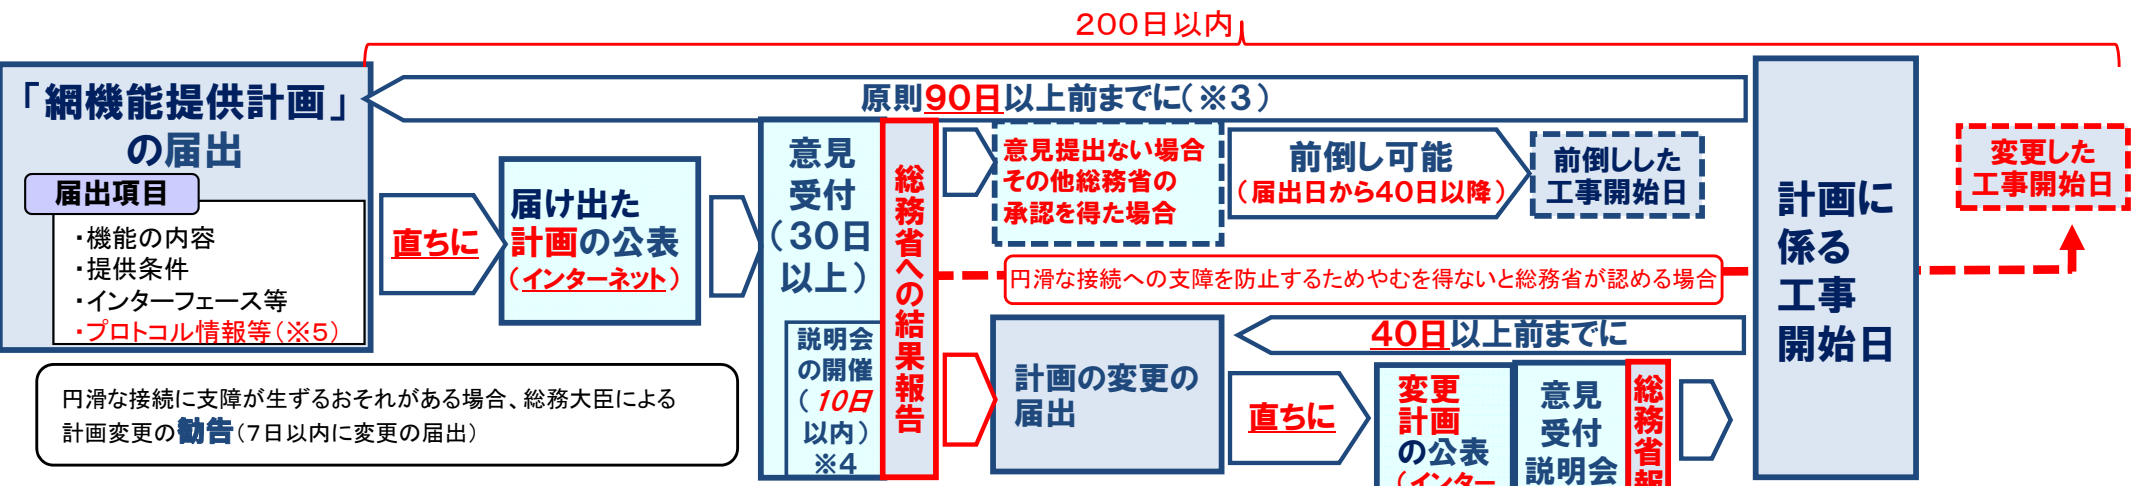 200日以内
「網機能提供計画」
の届出
届出項目
・機能の内容
・提供条件
・インターフェース等
・プロトコル情報等(※5)
円滑な接続に支障が生ずるおそれがある場合、総務大臣による
計画変更の勧告(7日以内に変更の届出)
原則90日以上前までに(※3)
直ちに
届け出た
計画の公表
(インターネット)
意見
受付
(30日
以上)
説明会
の開催
(10日
以内)
※4
総務省への結果報告
意見提出ない場合
その他総務省の
承認を得た場合
前倒し可能
(届出日から40日以降)
前倒しした
工事開始日
円滑な接続への支障を防止するためやむを得ないと総務省が認める場合
40日以上前までに
計画の変更の
届出
直ちに
変更
計画
の公表
(インター
意見
受付
説明会
総務省報
計画に
係る
工事
開始日
変更した
工事開始日